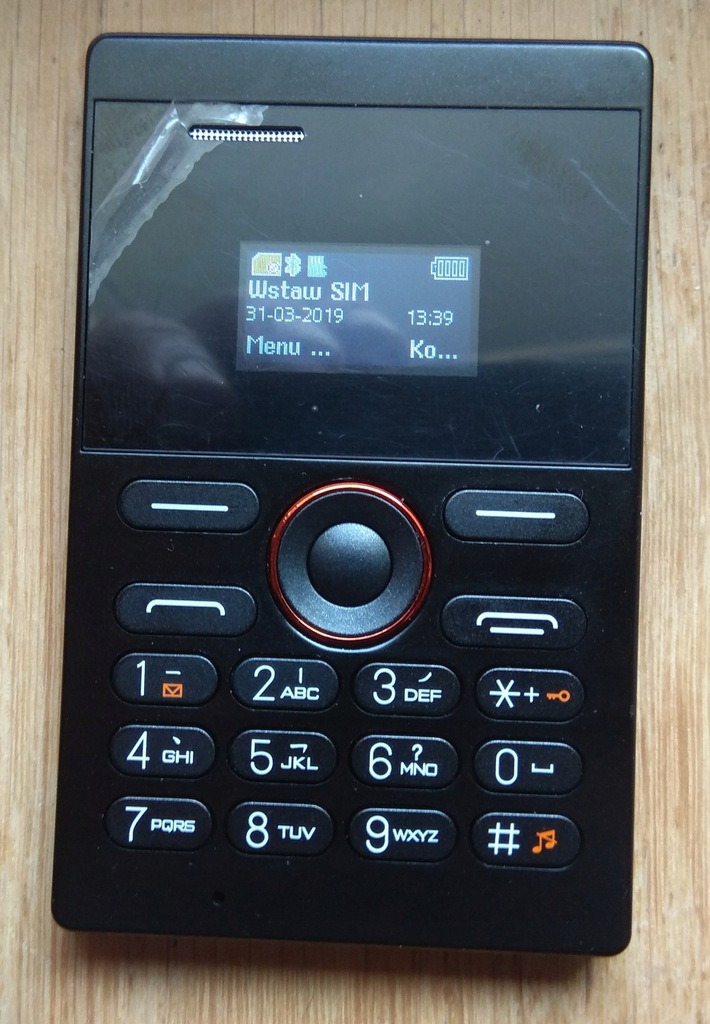 Wstaw SIM
31-03-2019 13:39
Menu ... Ko...
1 2 ABC 3 DEF *+
4 GHI 5 JKL 6 MNO 0
7 PQRS 8 TUV 9 WXYZ #